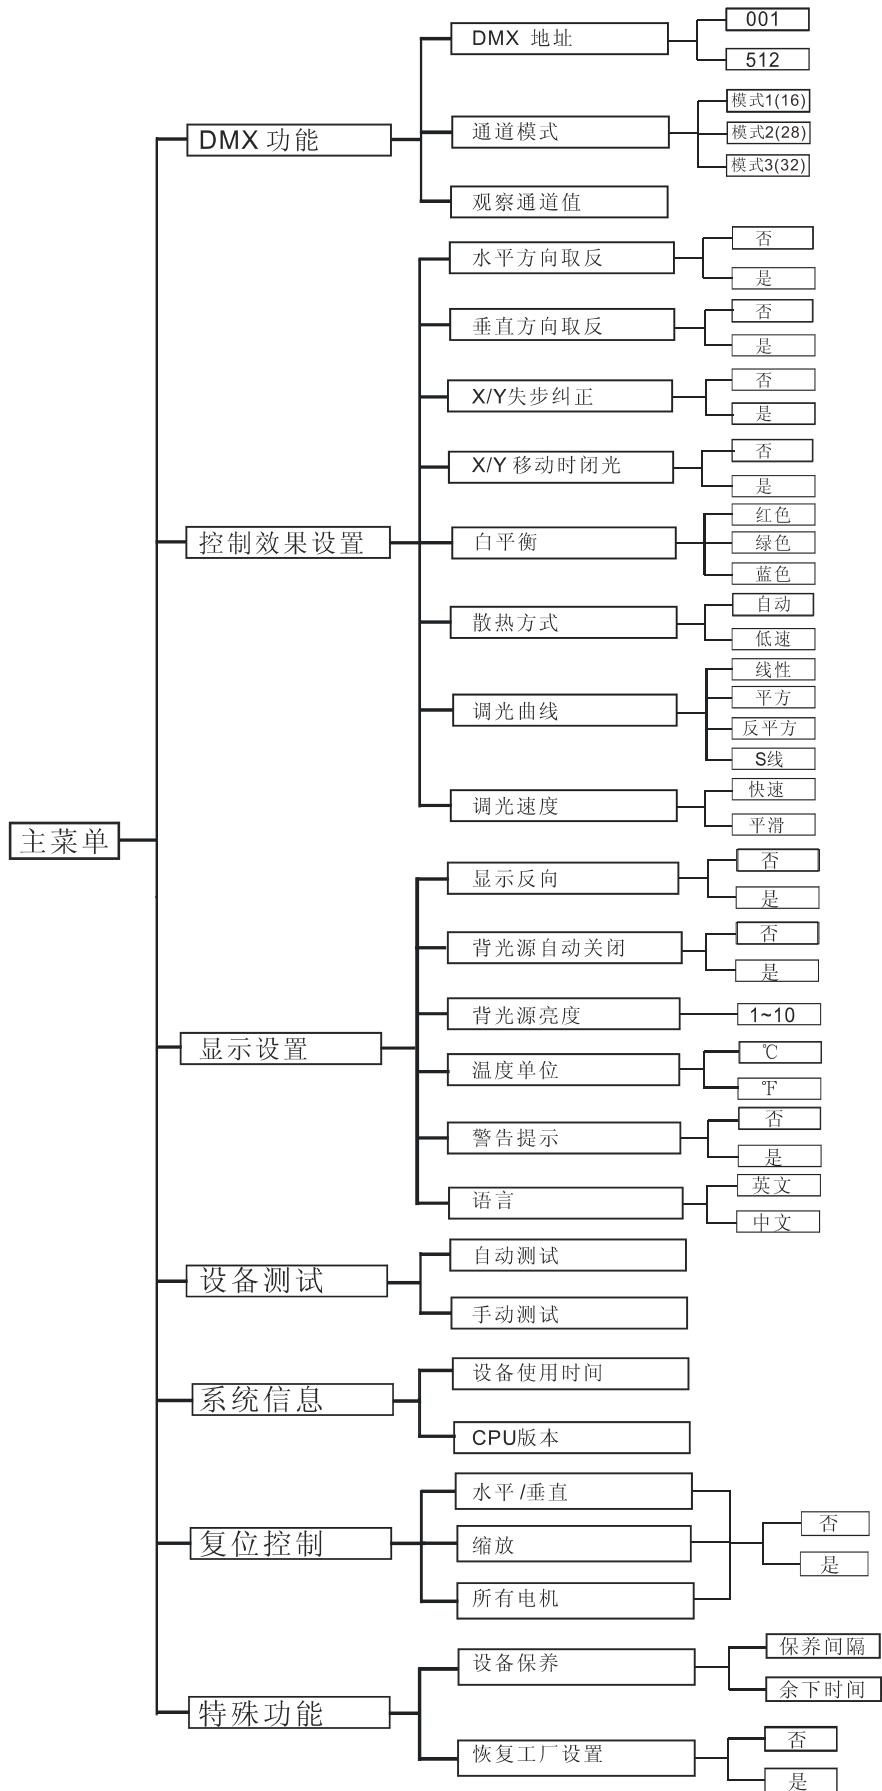 主菜单
DMX 功能
DMX 地址
001
512
通道模式
模式1(16)
模式2(28)
模式3(32)
观察通道值
控制效果设置
水平方向取反
否
是
垂直方向取反
否
是
X/Y失步纠正
否
是
X/Y 移动时闭光
否
是
白平衡
红色
绿色
蓝色
散热方式
自动
低速
调光曲线
线性
平方
反平方
S线
调光速度
快速
平滑
显示设置
显示反向
否
是
背光源自动关闭
否
是
背光源亮度
1~10
温度单位
℃
℉
警告提示
否
是
语言
英文
中文
设备测试
自动测试
手动测试
系统信息
设备使用时间
CPU版本
复位控制
水平/垂直
缩放
所有电机
否
是
特殊功能
设备保养
保养间隔
余下时间
恢复工厂设置
否
是